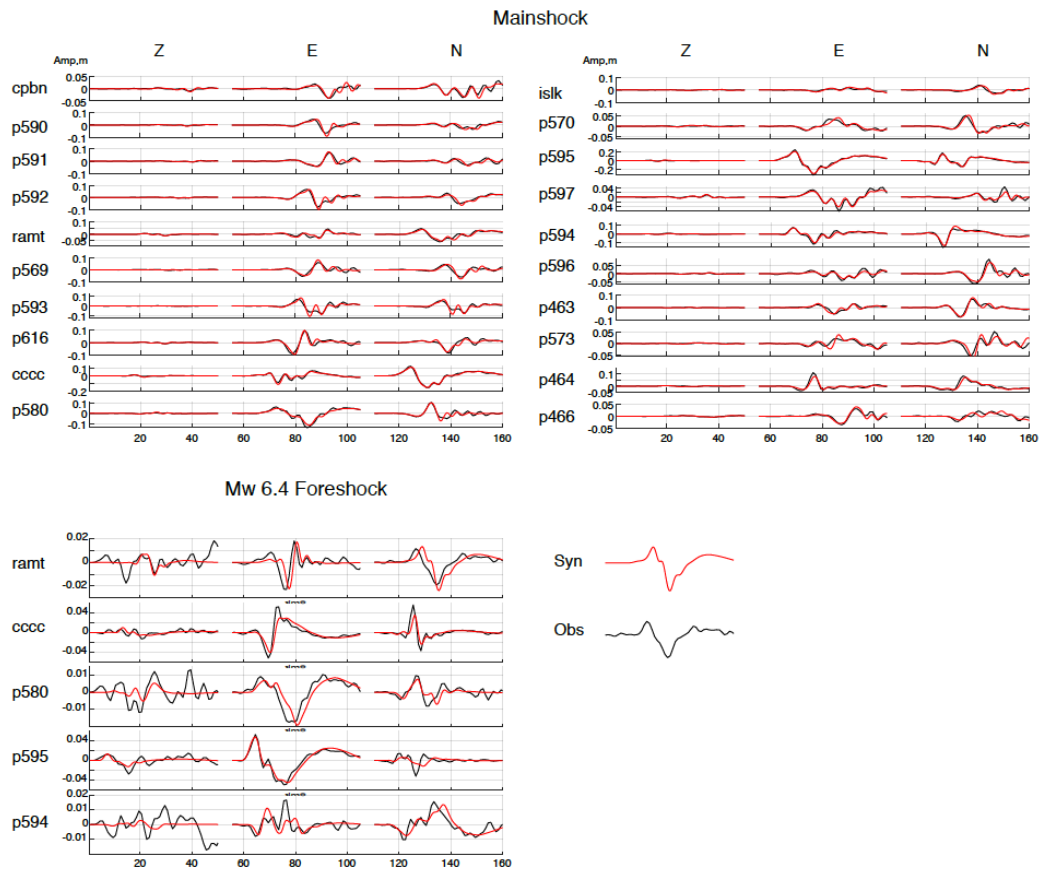 Mainshock
Z E N
Amp,m
cpbn 0.05 0 -0.05
p590 0.1 0 -0.1
p591 0.1 0 -0.1
p592 0.1 0 -0.1
ramt 0.1 0 -0.05
p569 0.1 0 -0.1
p593 0.1 0 -0.1
p616 0.1 0 -0.1
cccc 0.1 0 -0.2
p580 0.1 0 -0.1
20 40 60 80 100 120 140 160
Z E N
Amp,m
islk 0.1 0 -0.1
p570 0.05 0 -0.05
p595 0.2 0 -0.2
p597 0.04 0 -0.04
p594 0.1 0 -0.1
p596 0.05 0 -0.05
p463 0.1 0 -0.1
p573 0.05 0 -0.05
p464 0.1 0 -0.05
p466 0.05 0 -0.05
20 40 60 80 100 120 140 160
Mw 6.4 Foreshock
ramt 0.02 0 -0.02
cccc 0.04 0 -0.04
p580 0.01 0 -0.01
p595 0.04 0 -0.04
p594 0.02 0.01 0 -0.01
20 40 60 80 100 120 140 160
Syn
Obs